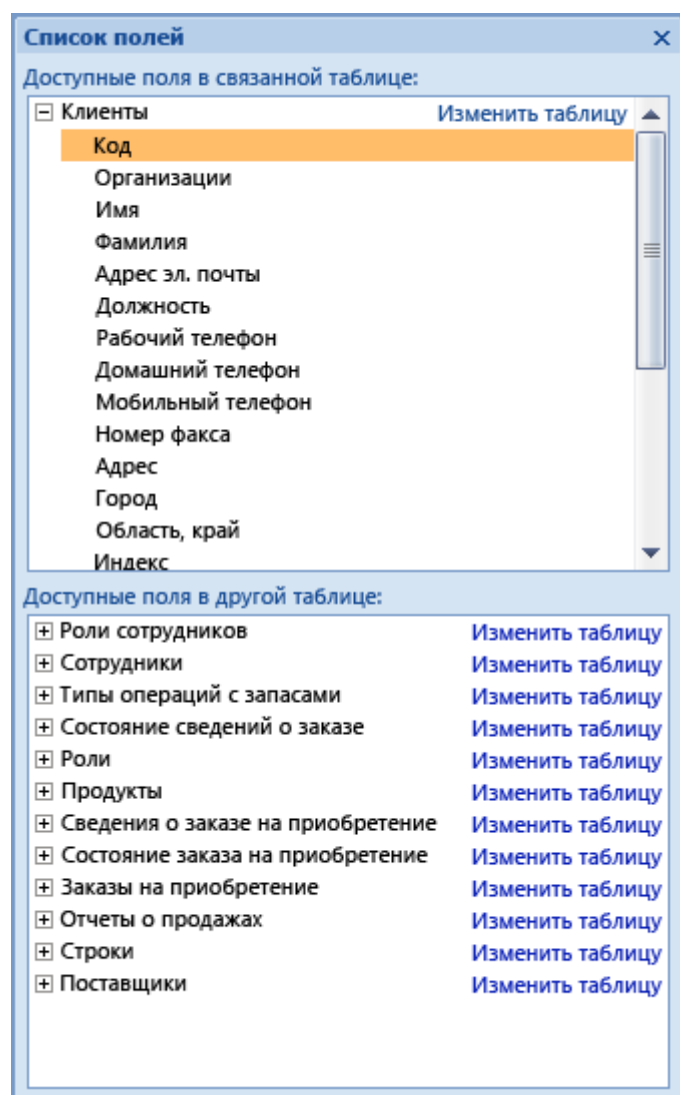 Список полей
Доступные поля в связанной таблице:
Клиенты Изменить таблицу
Код
Организации
Имя
Фамилия
Адрес эл. почты
Должность
Рабочий телефон
Домашний телефон
Мобильный телефон
Номер факса
Адрес
Город
Область, край
Индекс
Доступные поля в другой таблице:
Роли сотрудников Изменить таблицу
Сотрудники Изменить таблицу
Типы операций с запасами Изменить таблицу
Состояние сведений о заказе Изменить таблицу
Роли Изменить таблицу
Продукты Изменить таблицу
Сведения о заказе на приобретение Изменить таблицу
Состояние заказа на приобретение Изменить таблицу
Заказы на приобретение Изменить таблицу
Отчеты о продажах Изменить таблицу
Строки Изменить таблицу
Поставщики Изменить таблицу